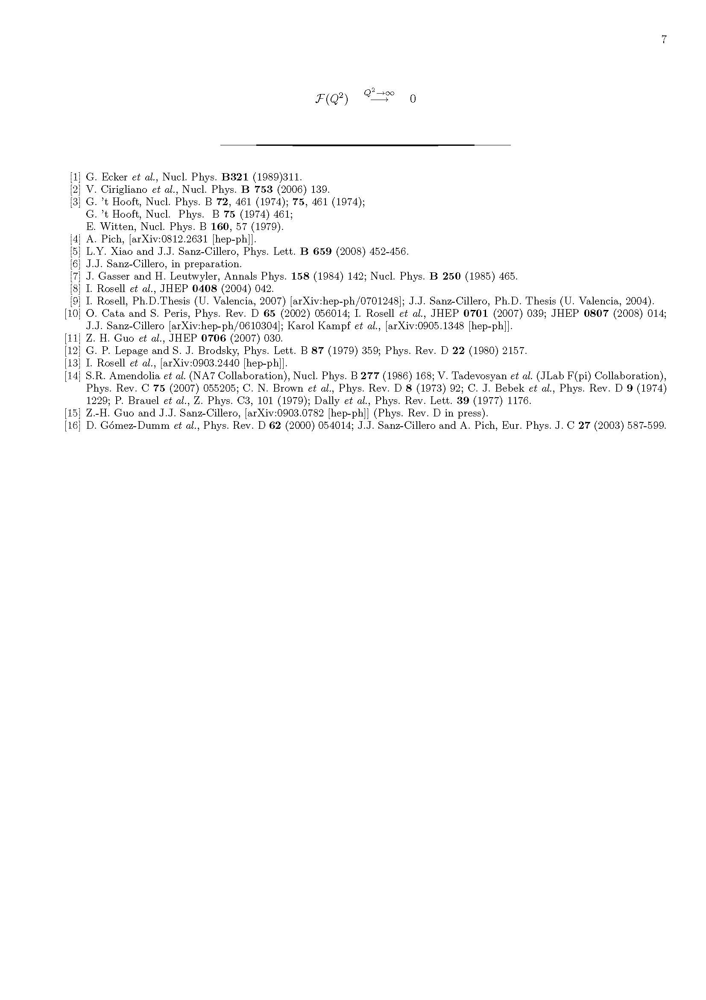 7
F(Q²) Q²→∞ ⟶ 0
[1] G. Ecker et al., Nucl. Phys. B321 (1989)311.
[2] V. Cirigliano et al., Nucl. Phys. B 753 (2006) 139.
[3] G. 't Hooft, Nucl. Phys. B 72, 461 (1974); 75, 461 (1974);
G. 't Hooft, Nucl. Phys. B 75 (1974) 461;
E. Witten, Nucl. Phys. B 160, 57 (1979).
[4] A. Pich, [arXiv:0812.2631 [hep-ph]].
[5] L.Y. Xiao and J.J. Sanz-Cillero, Phys. Lett. B 659 (2008) 452-456.
[6] J.J. Sanz-Cillero, in preparation.
[7] J. Gasser and H. Leutwyler, Annals Phys. 158 (1984) 142; Nucl. Phys. B 250 (1985) 465.
[8] I. Rosell et al., JHEP 0408 (2004) 042.
[9] I. Rosell, Ph.D.Thesis (U. Valencia, 2007) [arXiv:hep-ph/0701248]; J.J. Sanz-Cillero, Ph.D. Thesis (U. Valencia, 2004).
[10] O. Cata and S. Peris, Phys. Rev. D 65 (2002) 056014; I. Rosell et al., JHEP 0701 (2007) 039; JHEP 0807 (2008) 014;
J.J. Sanz-Cillero [arXiv:hep-ph/0610304]; Karol Kampf et al., [arXiv:0905.1348 [hep-ph]].
[11] Z. H. Guo et al., JHEP 0706 (2007) 030.
[12] G. P. Lepage and S. J. Brodsky, Phys. Lett. B 87 (1979) 359; Phys. Rev. D 22 (1980) 2157.
[13] I. Rosell et al., [arXiv:0903.2440 [hep-ph]].
[14] S.R. Amendolia et al. (NA7 Collaboration), Nucl. Phys. B 277 (1986) 168; V. Tadevosyan et al. (JLab F(pi) Collaboration),
Phys. Rev. C 75 (2007) 055205; C. N. Brown et al., Phys. Rev. D 8 (1973) 92; C. J. Bebek et al., Phys. Rev. D 9 (1974)
1229; P. Brauel et al., Z. Phys. C3, 101 (1979); Dally et al., Phys. Rev. Lett. 39 (1977) 1176.
[15] Z.-H. Guo and J.J. Sanz-Cillero, [arXiv:0903.0782 [hep-ph]] (Phys. Rev. D in press).
[16] D. Gómez-Dumm et al., Phys. Rev. D 62 (2000) 054014; J.J. Sanz-Cillero and A. Pich, Eur. Phys. J. C 27 (2003) 587-599.